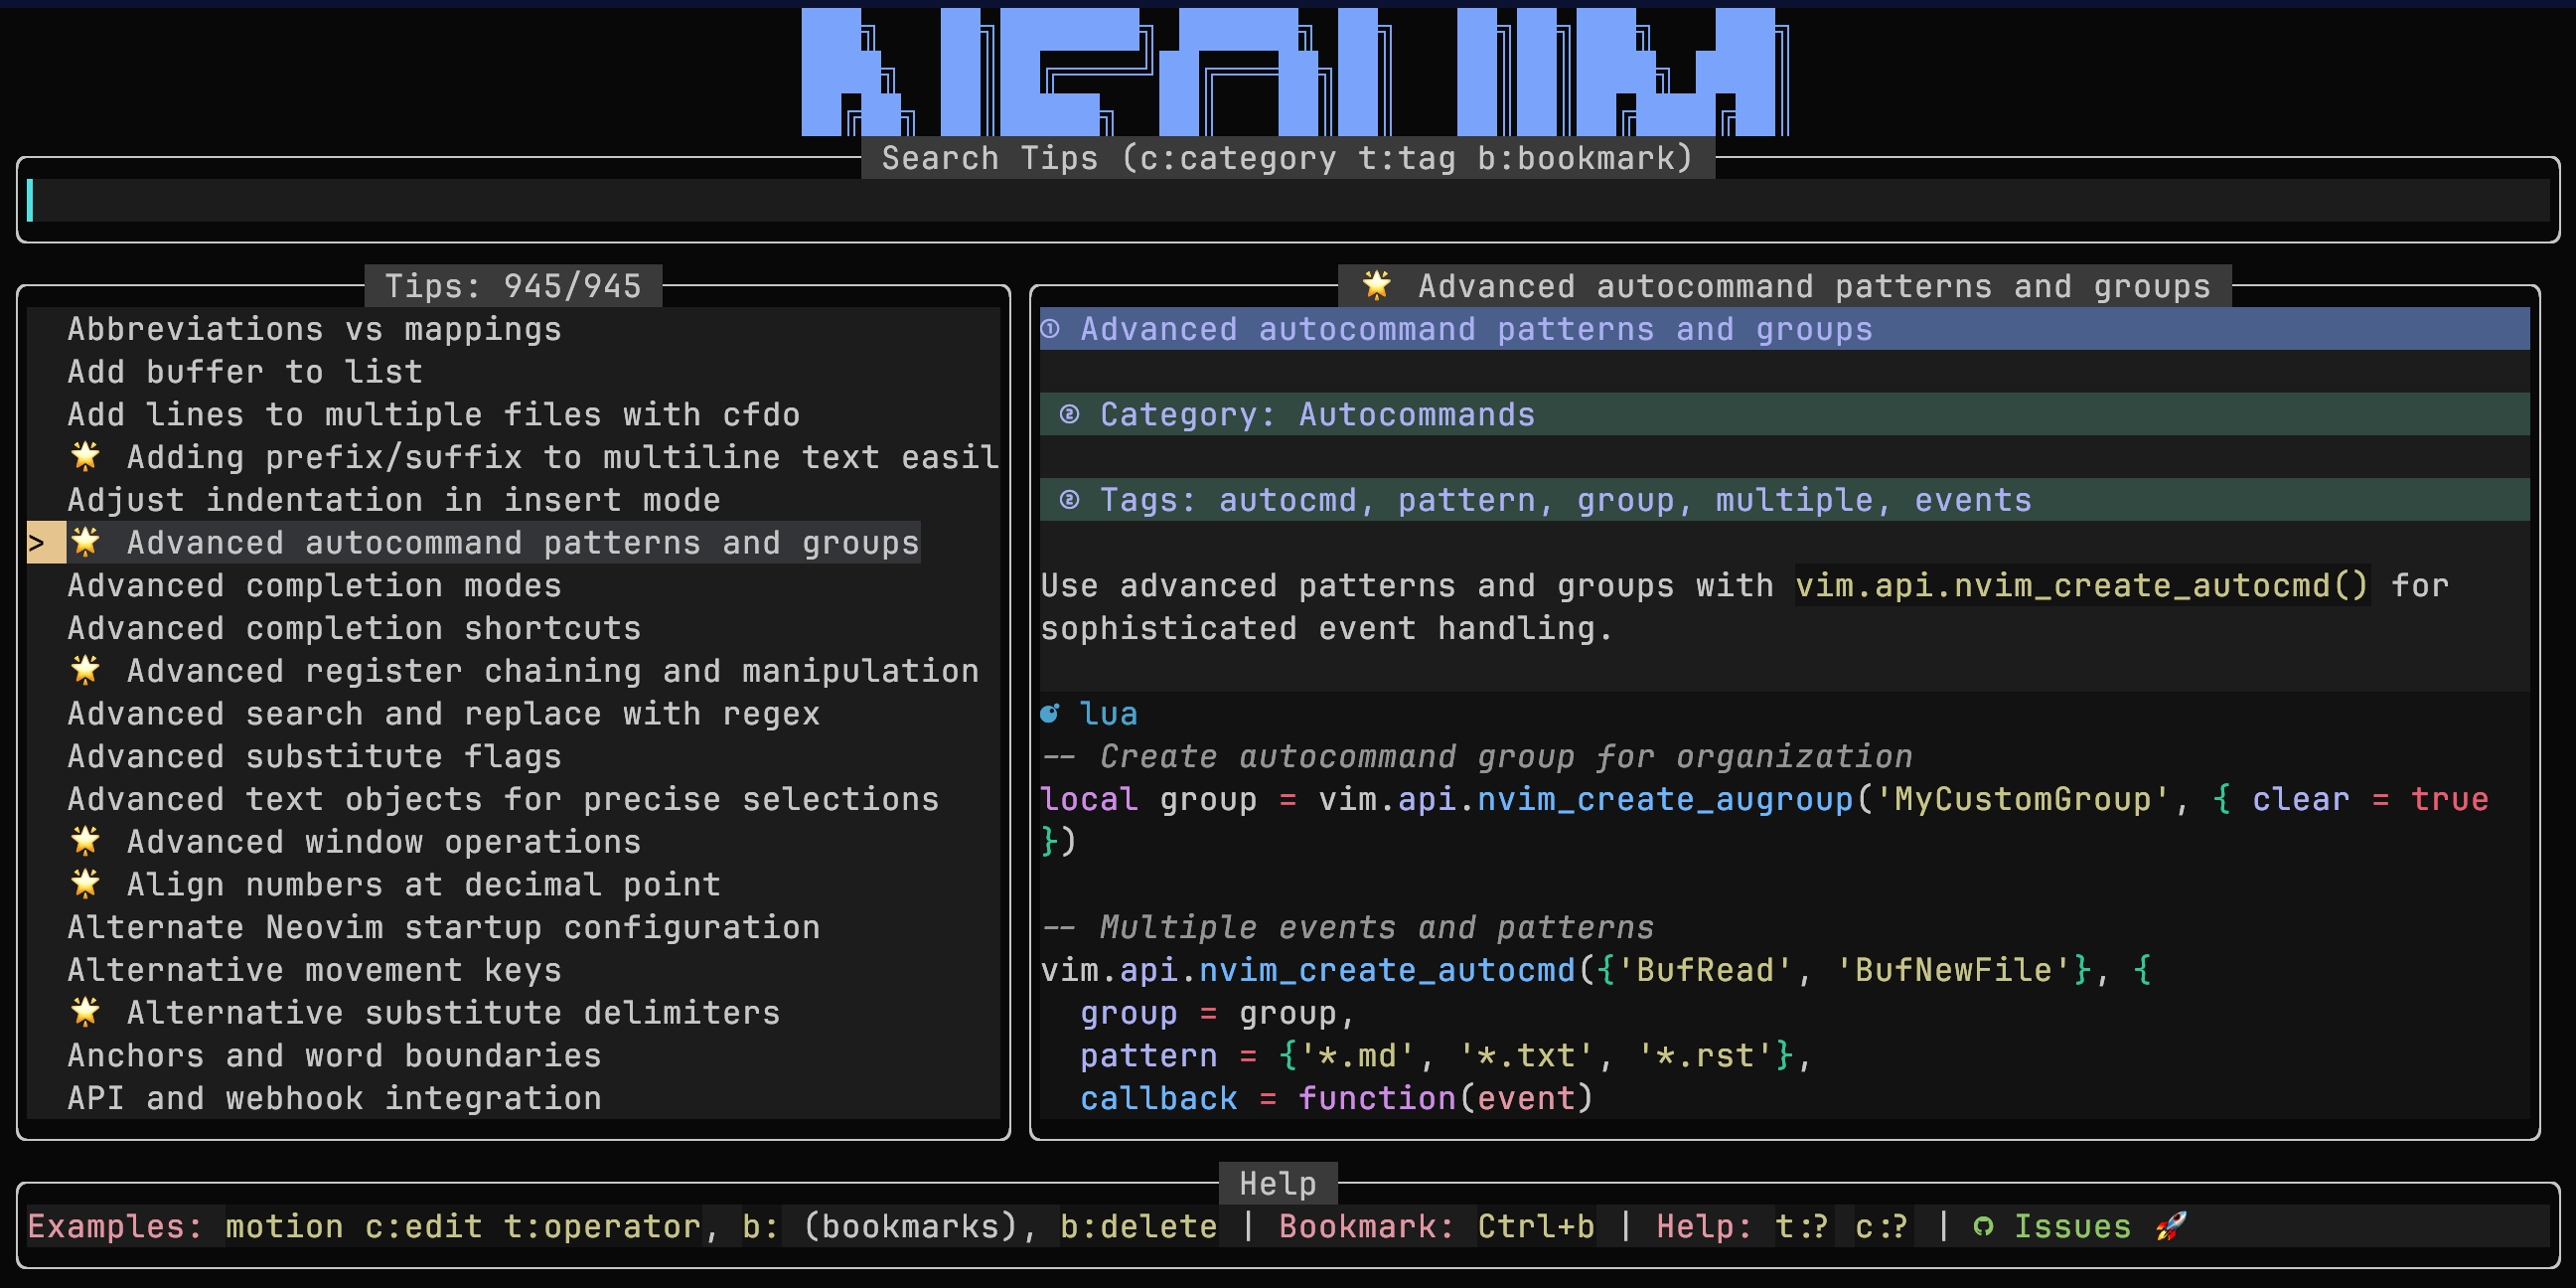 NEOVIM
Search Tips (c:category t:tag b:bookmark)
Tips: 945/945
Abbreviations vs mappings
Add buffer to list
Add lines to multiple files with cfdo
🌟 Adding prefix/suffix to multiline text easil
Adjust indentation in insert mode
> 🌟 Advanced autocommand patterns and groups
Advanced completion modes
Advanced completion shortcuts
🌟 Advanced register chaining and manipulation
Advanced search and replace with regex
Advanced substitute flags
Advanced text objects for precise selections
🌟 Advanced window operations
🌟 Align numbers at decimal point
Alternate Neovim startup configuration
Alternative movement keys
🌟 Alternative substitute delimiters
Anchors and word boundaries
API and webhook integration
🌟 Advanced autocommand patterns and groups
① Advanced autocommand patterns and groups
② Category: Autocommands
② Tags: autocmd, pattern, group, multiple, events
Use advanced patterns and groups with vim.api.nvim_create_autocmd() for
sophisticated event handling.
lua
-- Create autocommand group for organization
local group = vim.api.nvim_create_augroup('MyCustomGroup', { clear = true
})
-- Multiple events and patterns
vim.api.nvim_create_autocmd({'BufRead', 'BufNewFile'}, {
  group = group,
  pattern = {'*.md', '*.txt', '*.rst'},
  callback = function(event)
Help
Examples: motion c:edit t:operator, b: (bookmarks), b:delete | Bookmark: Ctrl+b | Help: t:? c:? | Issues 🚀